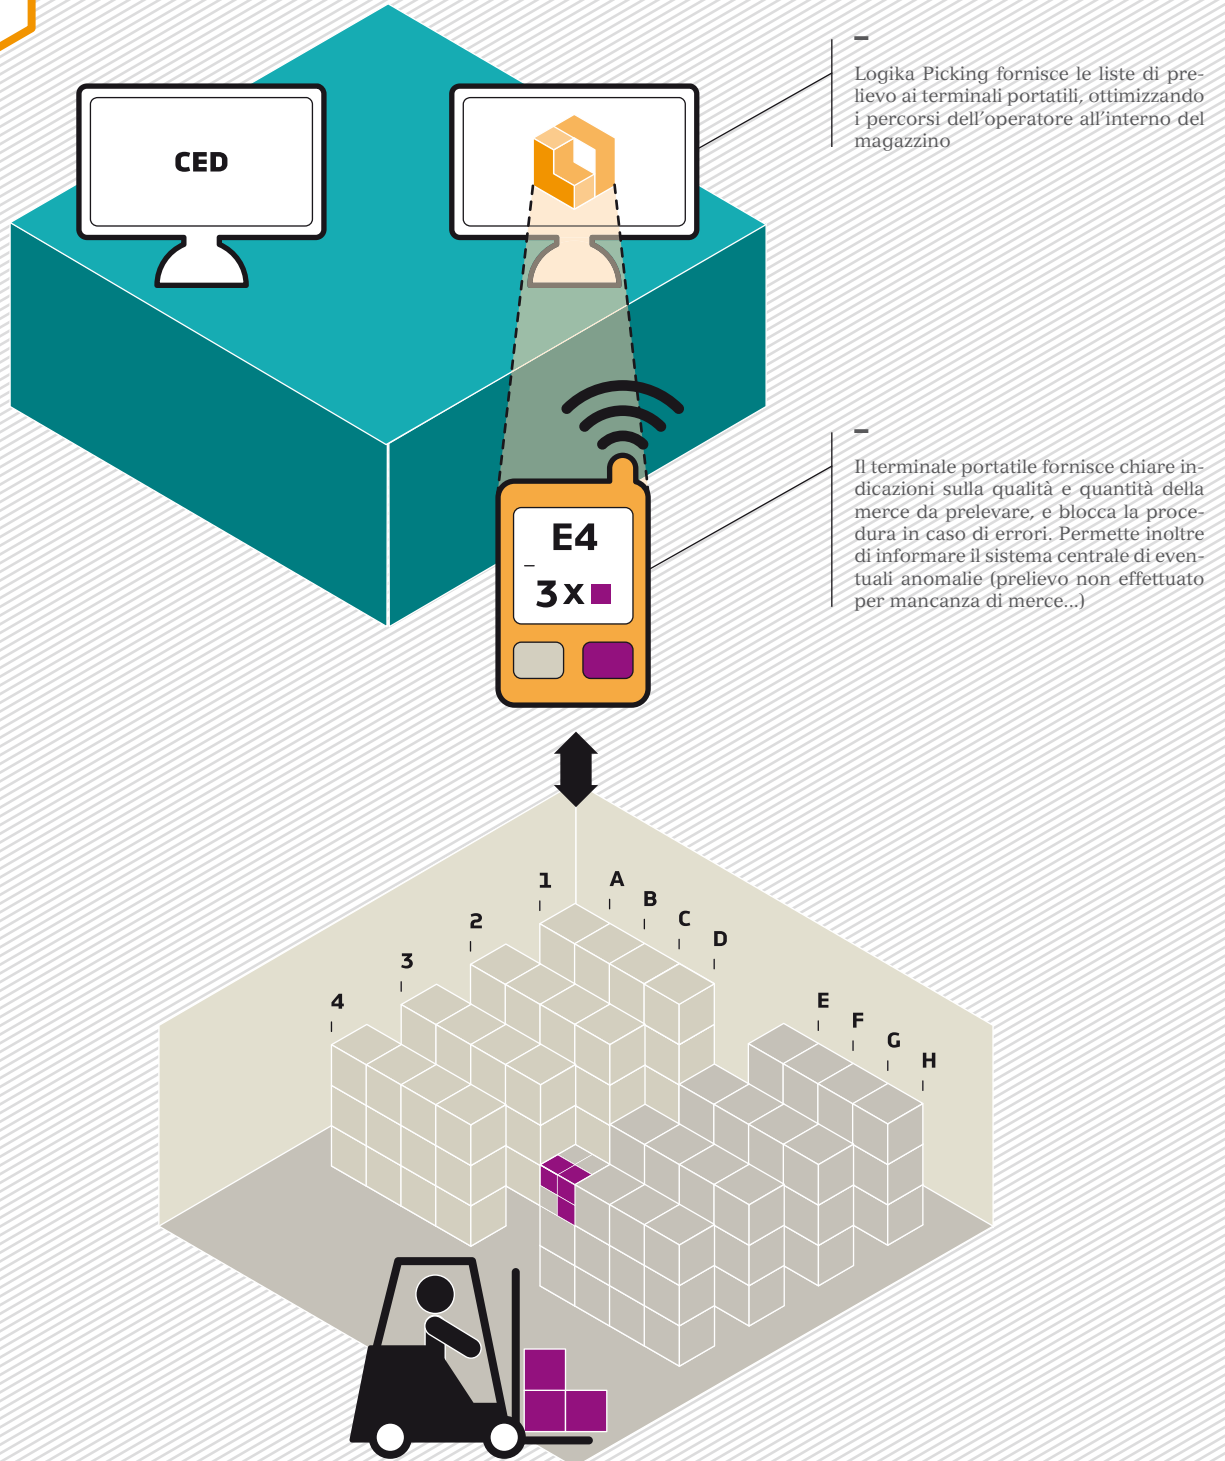 CED
Logika Picking fornisce le liste di pre-
lievo ai terminali portatili, ottimizzando
i percorsi dell'operatore all'interno del
magazzino
Il terminale portatile fornisce chiare in-
dicazioni sulla qualità e quantità della
merce da prelevare, e blocca la proce-
dura in caso di errori. Permette inoltre
di informare il sistema centrale di even-
tuali anomalie (prelievo non effettuato
per mancanza di merce...)
E4
3x
1
A
2
B
3
C
4
D
E
F
G
H